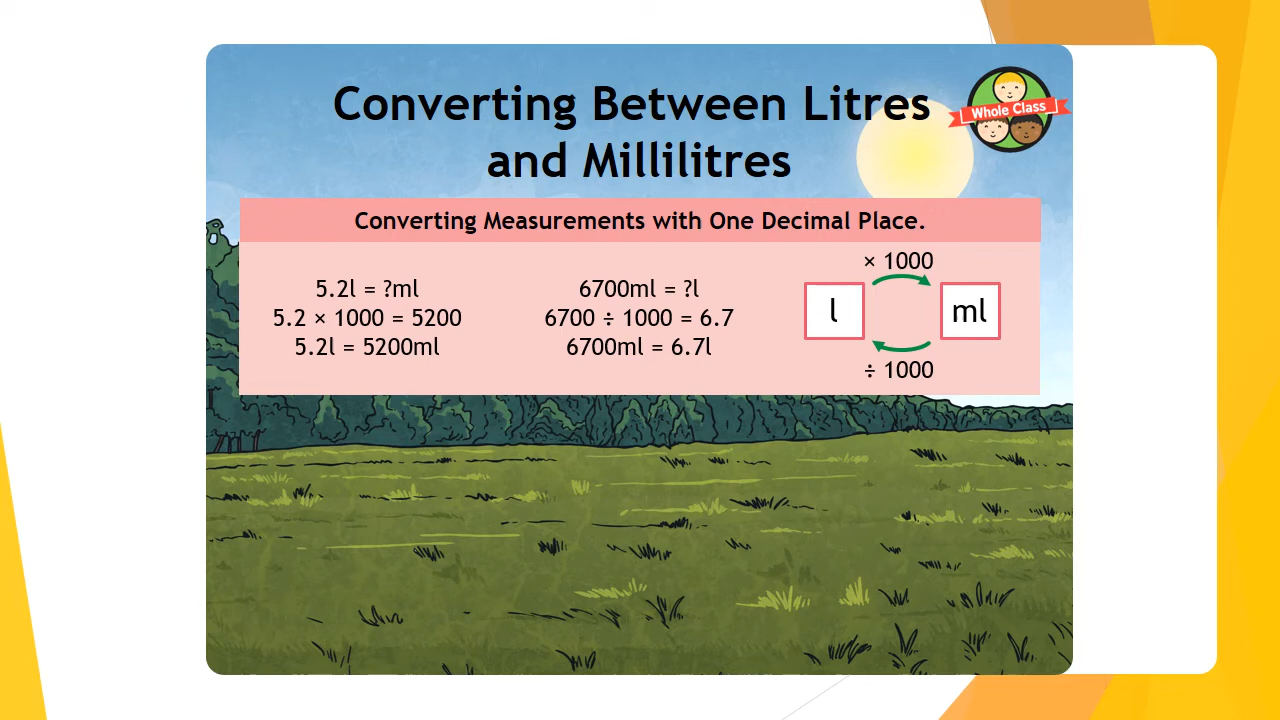 Converting Between Litres
and Millilitres
Whole Class
Converting Measurements with One Decimal Place.
5.2l = ?ml
5.2 × 1000 = 5200
5.2l = 5200ml
6700ml = ?l
6700 ÷ 1000 = 6.7
6700ml = 6.7l
× 1000
l
ml
÷ 1000